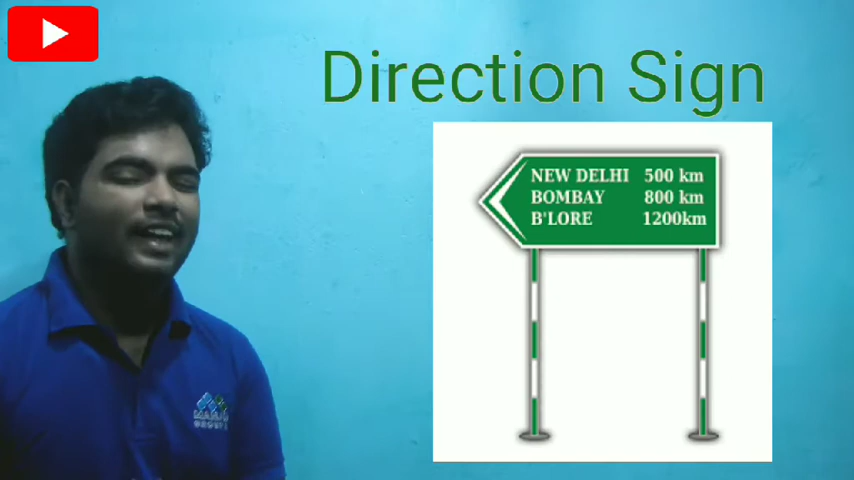 Direction Sign
NEW DELHI 500 km
BOMBAY 800 km
B'LORE 1200km